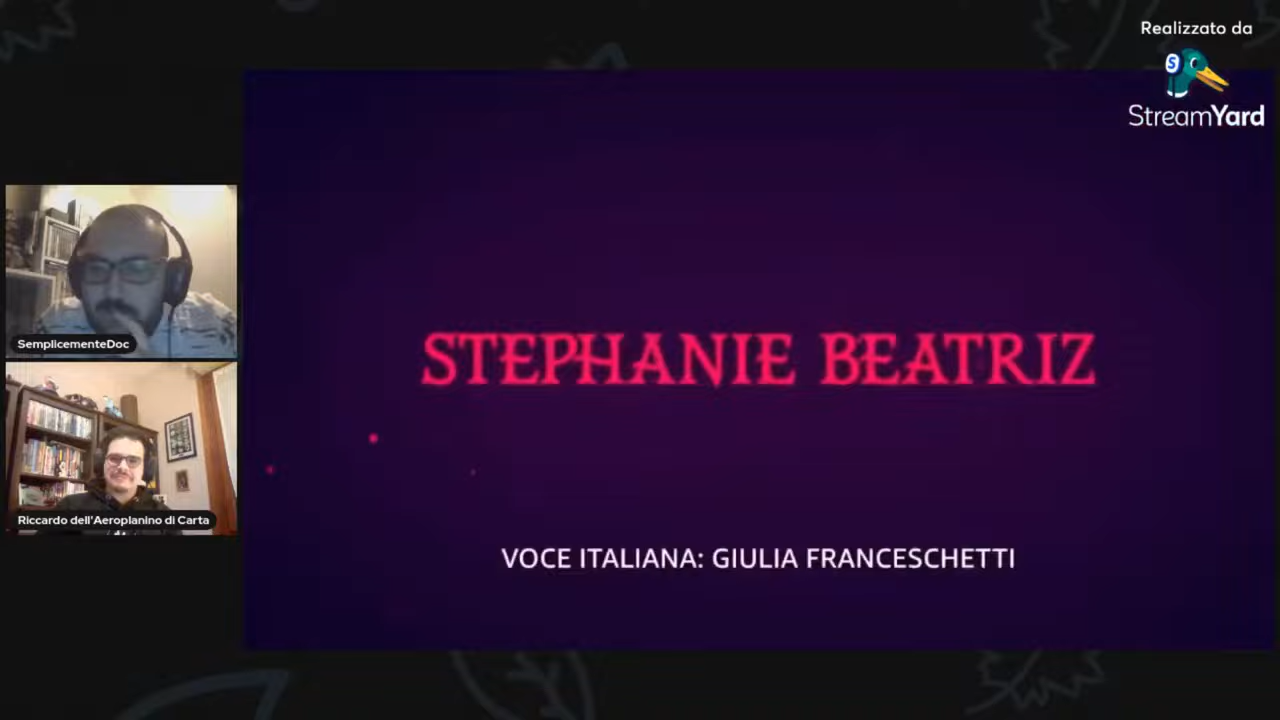 Realizzato da
StreamYard
STEPHANIE BEATRIZ
SemplicementeDoc
Riccardo dell'Aeroplanino di Carta
VOCE ITALIANA: GIULIA FRANCESCHETTI